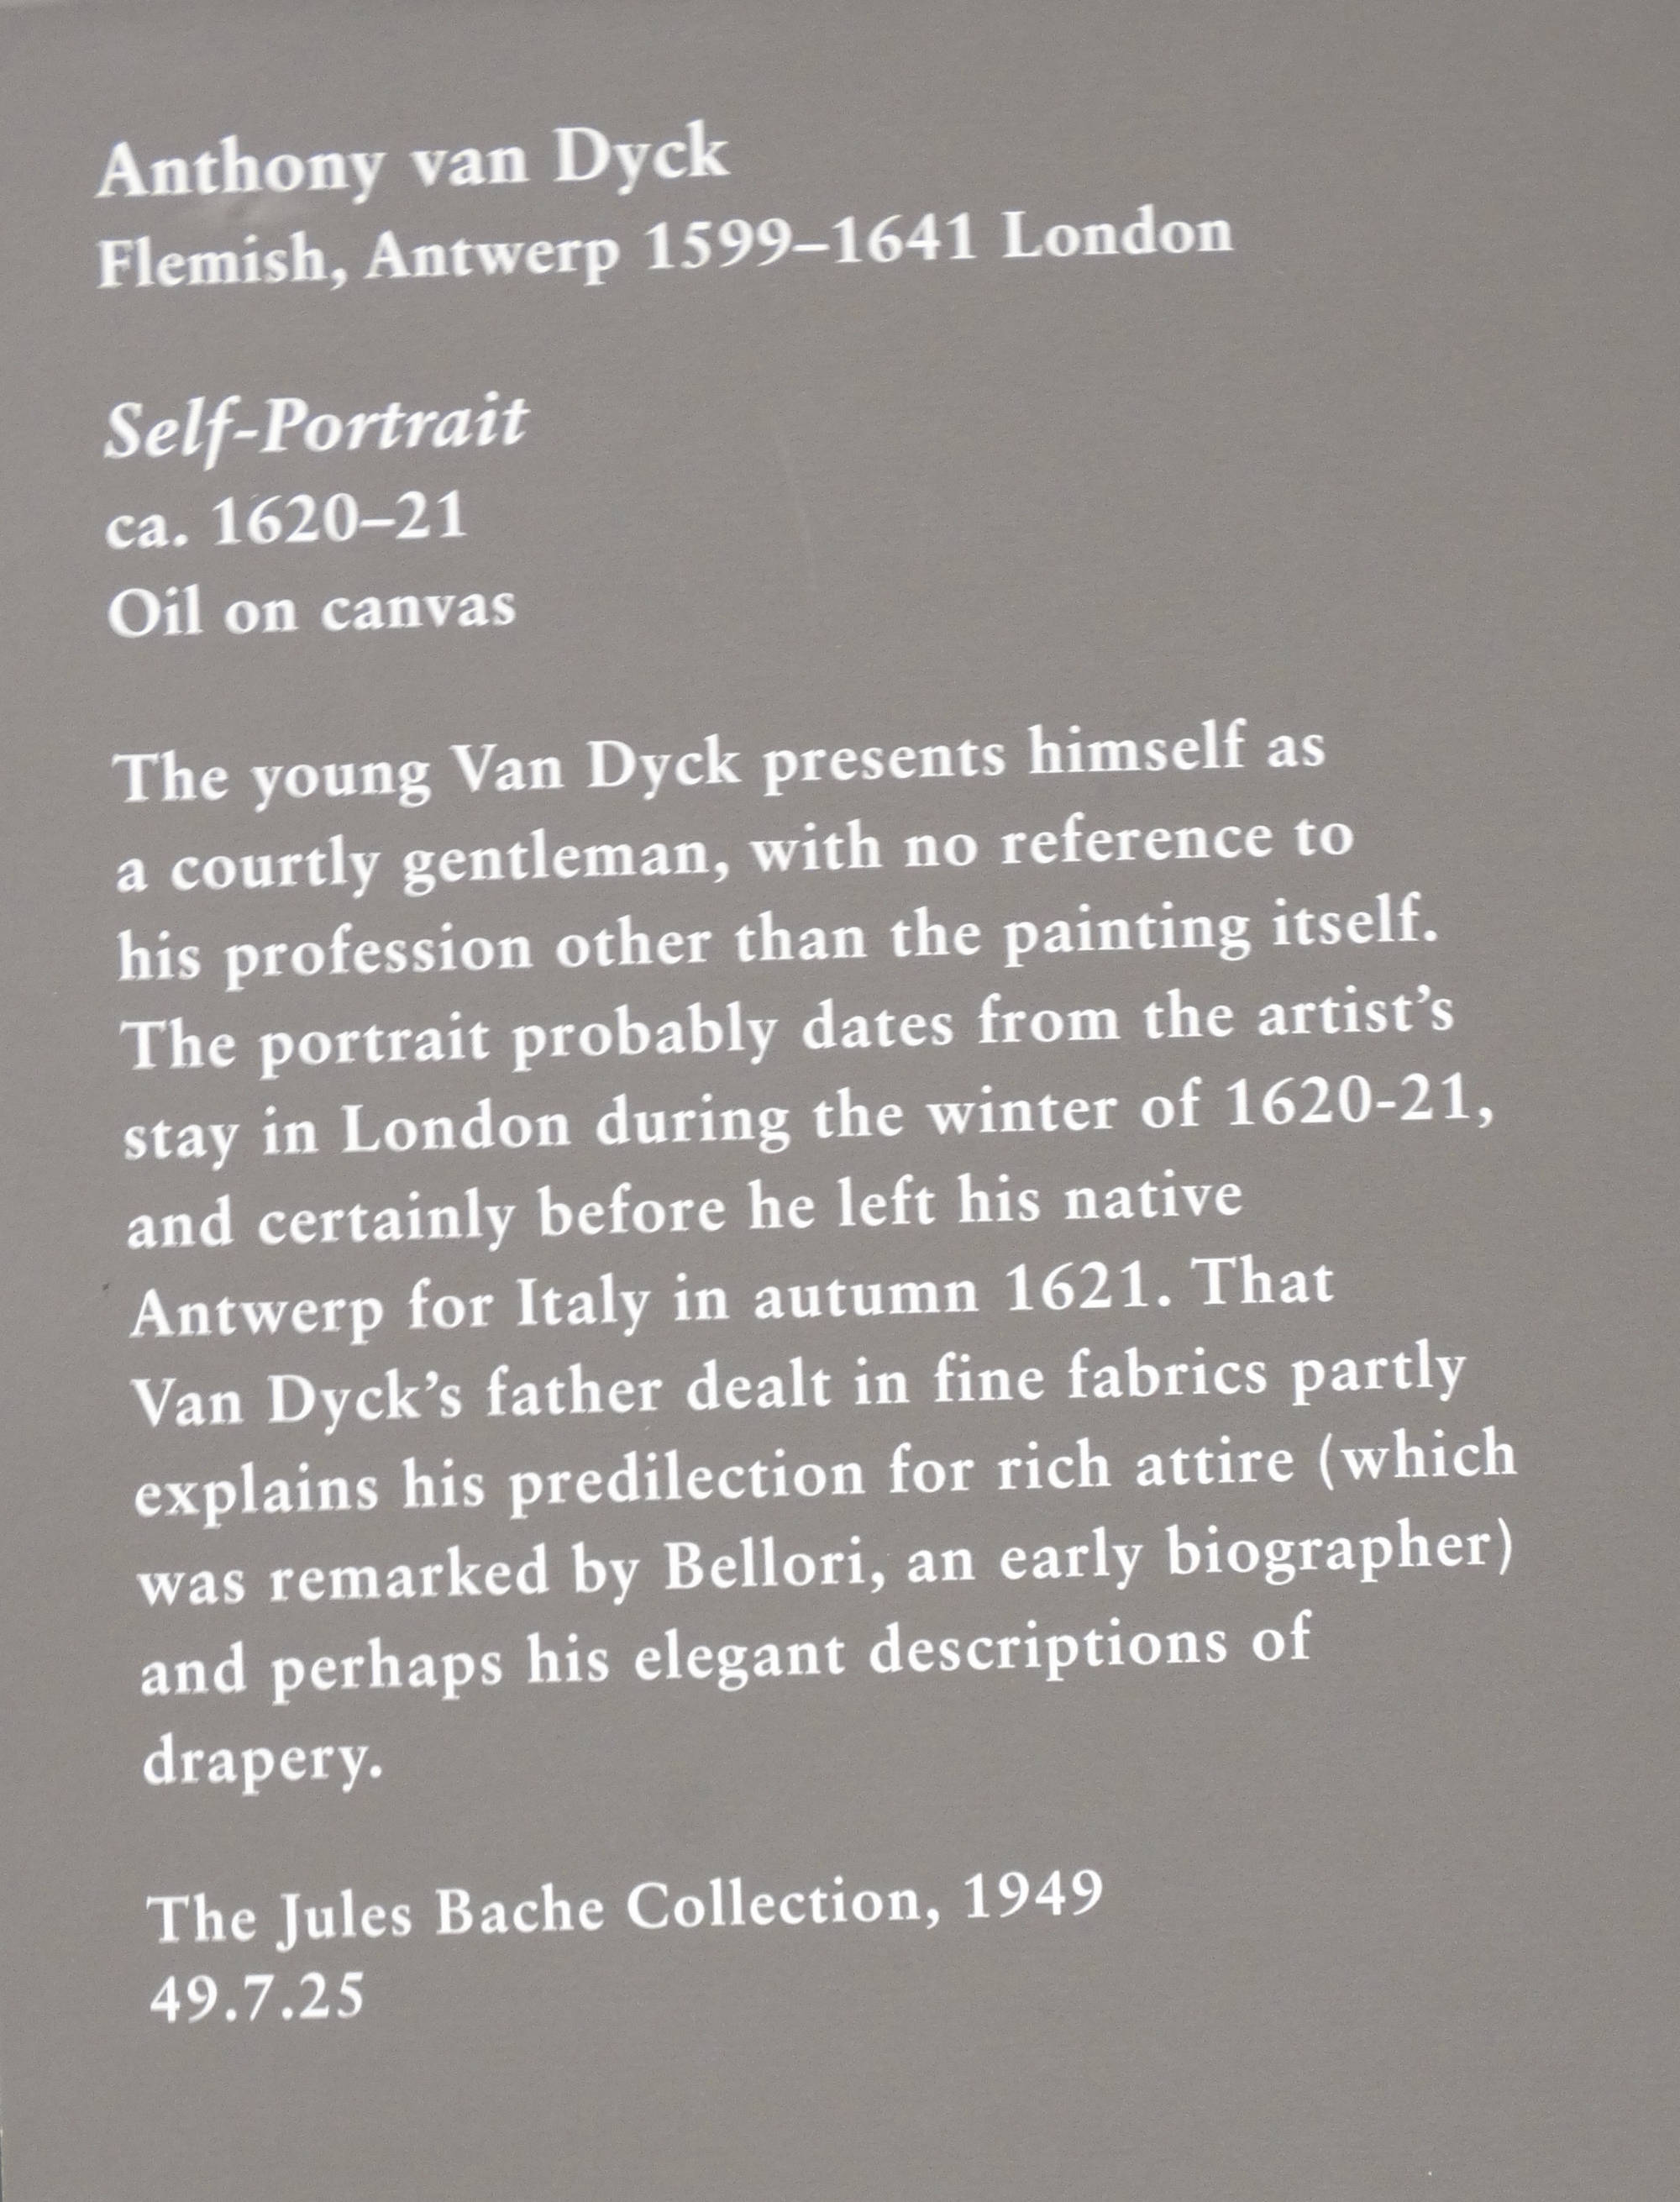 Anthony van Dyck
Flemish, Antwerp 1599–1641 London
Self-Portrait
ca. 1620–21
Oil on canvas
The young Van Dyck presents himself as
a courtly gentleman, with no reference to
his profession other than the painting itself.
The portrait probably dates from the artist’s
stay in London during the winter of 1620-21,
and certainly before he left his native
Antwerp for Italy in autumn 1621. That
Van Dyck’s father dealt in fine fabrics partly
explains his predilection for rich attire (which
was remarked by Bellori, an early biographer)
and perhaps his elegant descriptions of
drapery.
The Jules Bache Collection, 1949
49.7.25